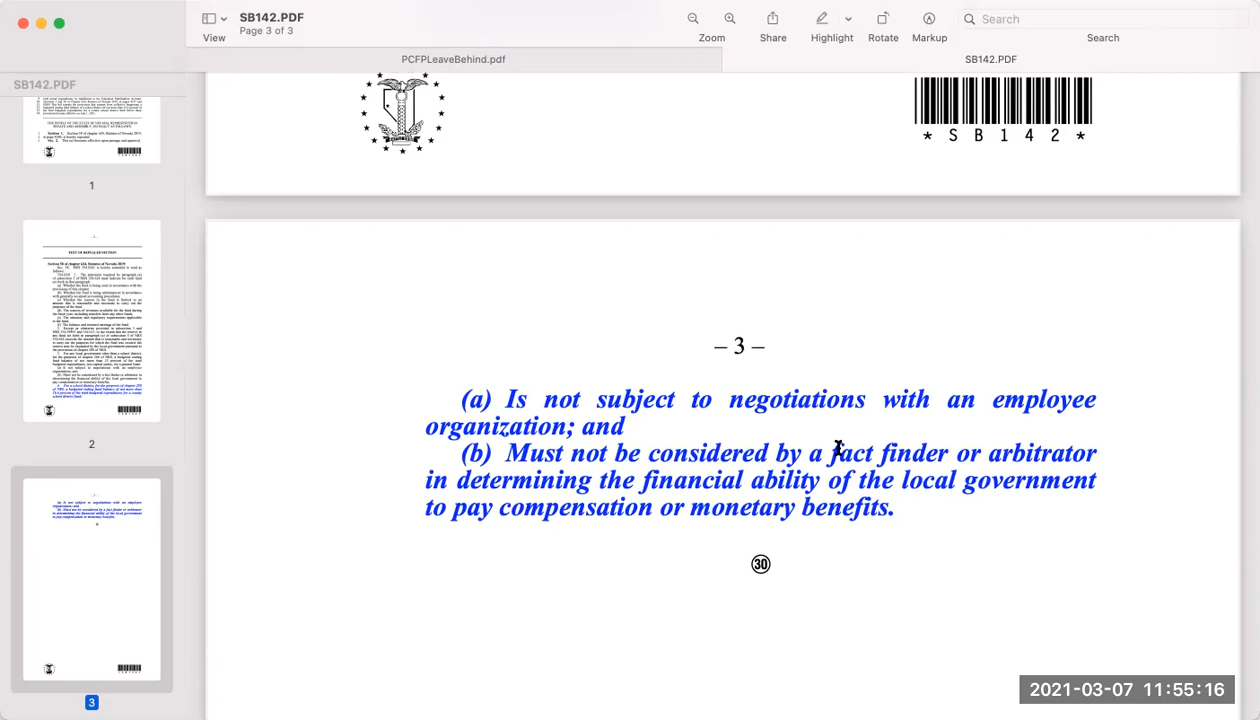 SB142.PDF
Page 3 of 3
View
Zoom
Share
Highlight
Rotate
Markup
Search
Search
PCFPLeaveBehind.pdf
SB142.PDF
SB142.PDF
1
2
3
* S B 1 4 2 *
– 3 –
(a) Is not subject to negotiations with an employee
organization; and
(b) Must not be considered by a fact finder or arbitrator
in determining the financial ability of the local government
to pay compensation or monetary benefits.
30
2021-03-07 11:55:16